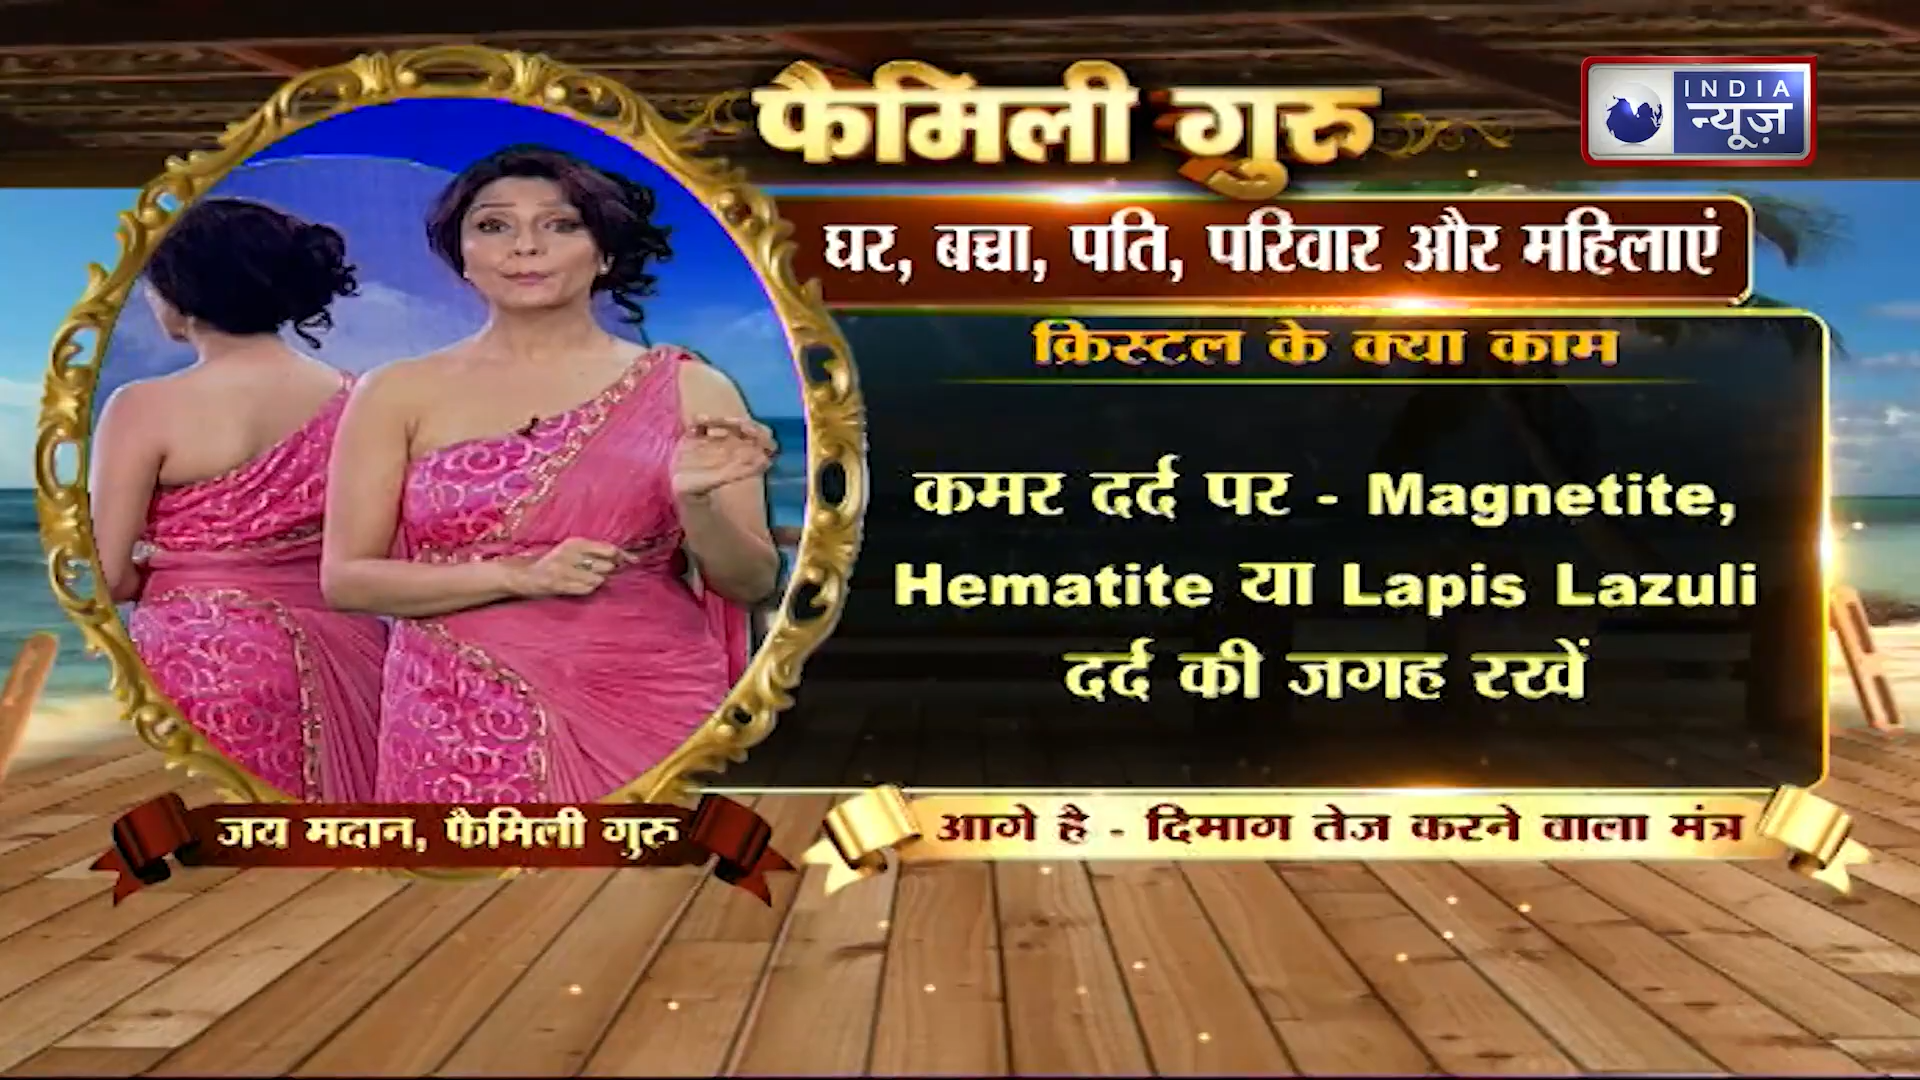 फैमिली गुरु
INDIA
न्यूज़
घर, बच्चा, पति, परिवार और महिलाएं
क्रिस्टल के क्या काम
कमर दर्द पर - Magnetite,
Hematite या Lapis Lazuli
दर्द की जगह रखें
जय मदान, फैमिली गुरु
आगे है - दिमाग तेज करने वाला मंत्र